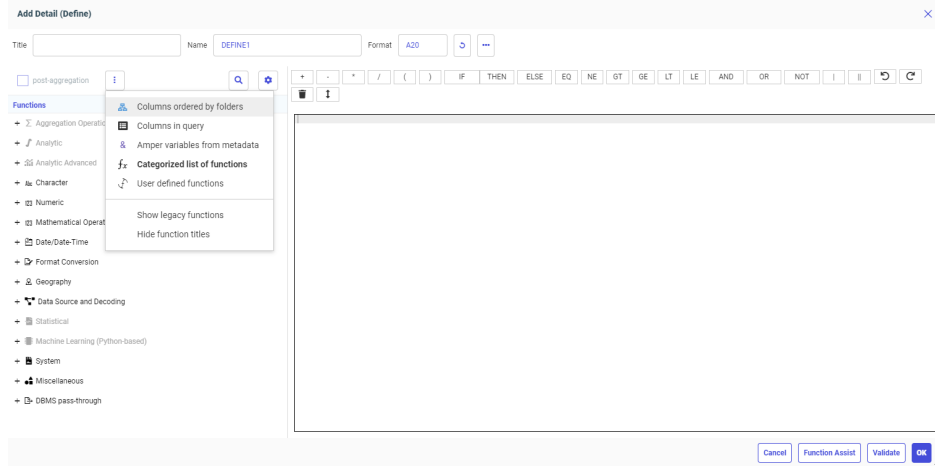 Add Detail (Define)
Title Name DEFINE1 Format A20
post-aggregation
+ - * / ( ) IF THEN ELSE EQ NE GT GE LT LE AND OR NOT | ||
Functions
Columns ordered by folders
Columns in query
& Amper variables from metadata
fx Categorized list of functions
User defined functions
Show legacy functions
Hide function titles
+ Σ Aggregation Operatio
+ Analytic
+ Analytic Advanced
+ Character
+ Numeric
+ Mathematical Operat
+ Date/Date-Time
+ Format Conversion
+ Geography
+ Data Source and Decoding
+ Statistical
+ Machine Learning (Python-based)
+ System
+ Miscellaneous
+ DBMS pass-through
Cancel Function Assist Validate OK